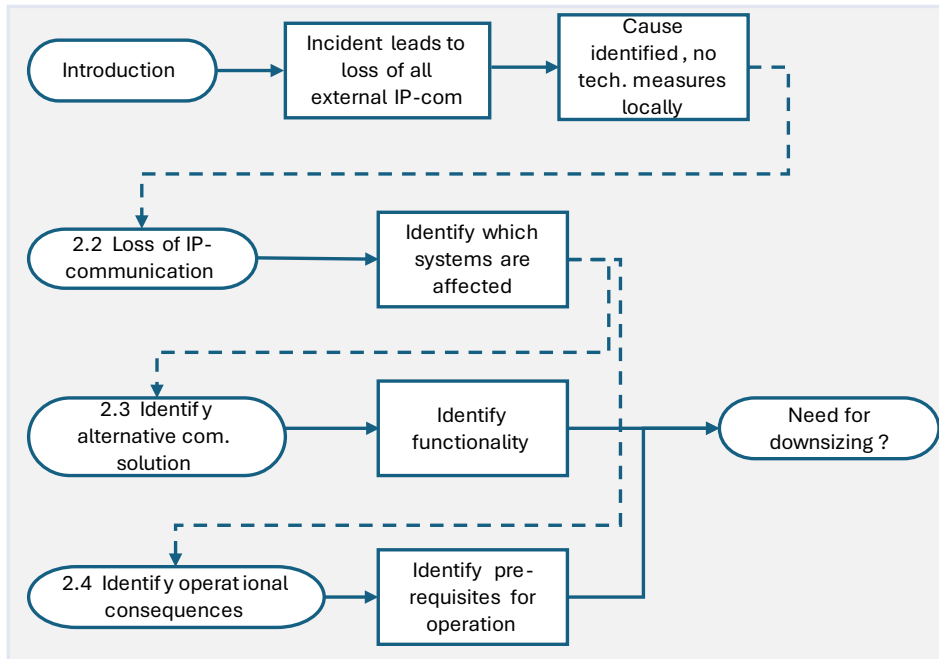 Introduction
Incident leads to
loss of all
external IP-com
Cause
identified, no
tech. measures
locally
2.2 Loss of IP-
communication
Identify which
systems are
affected
2.3 Identify
alternative com.
solution
Identify
functionality
Need for
downsizing ?
2.4 Identify operational
consequences
Identify pre-
requisites for
operation